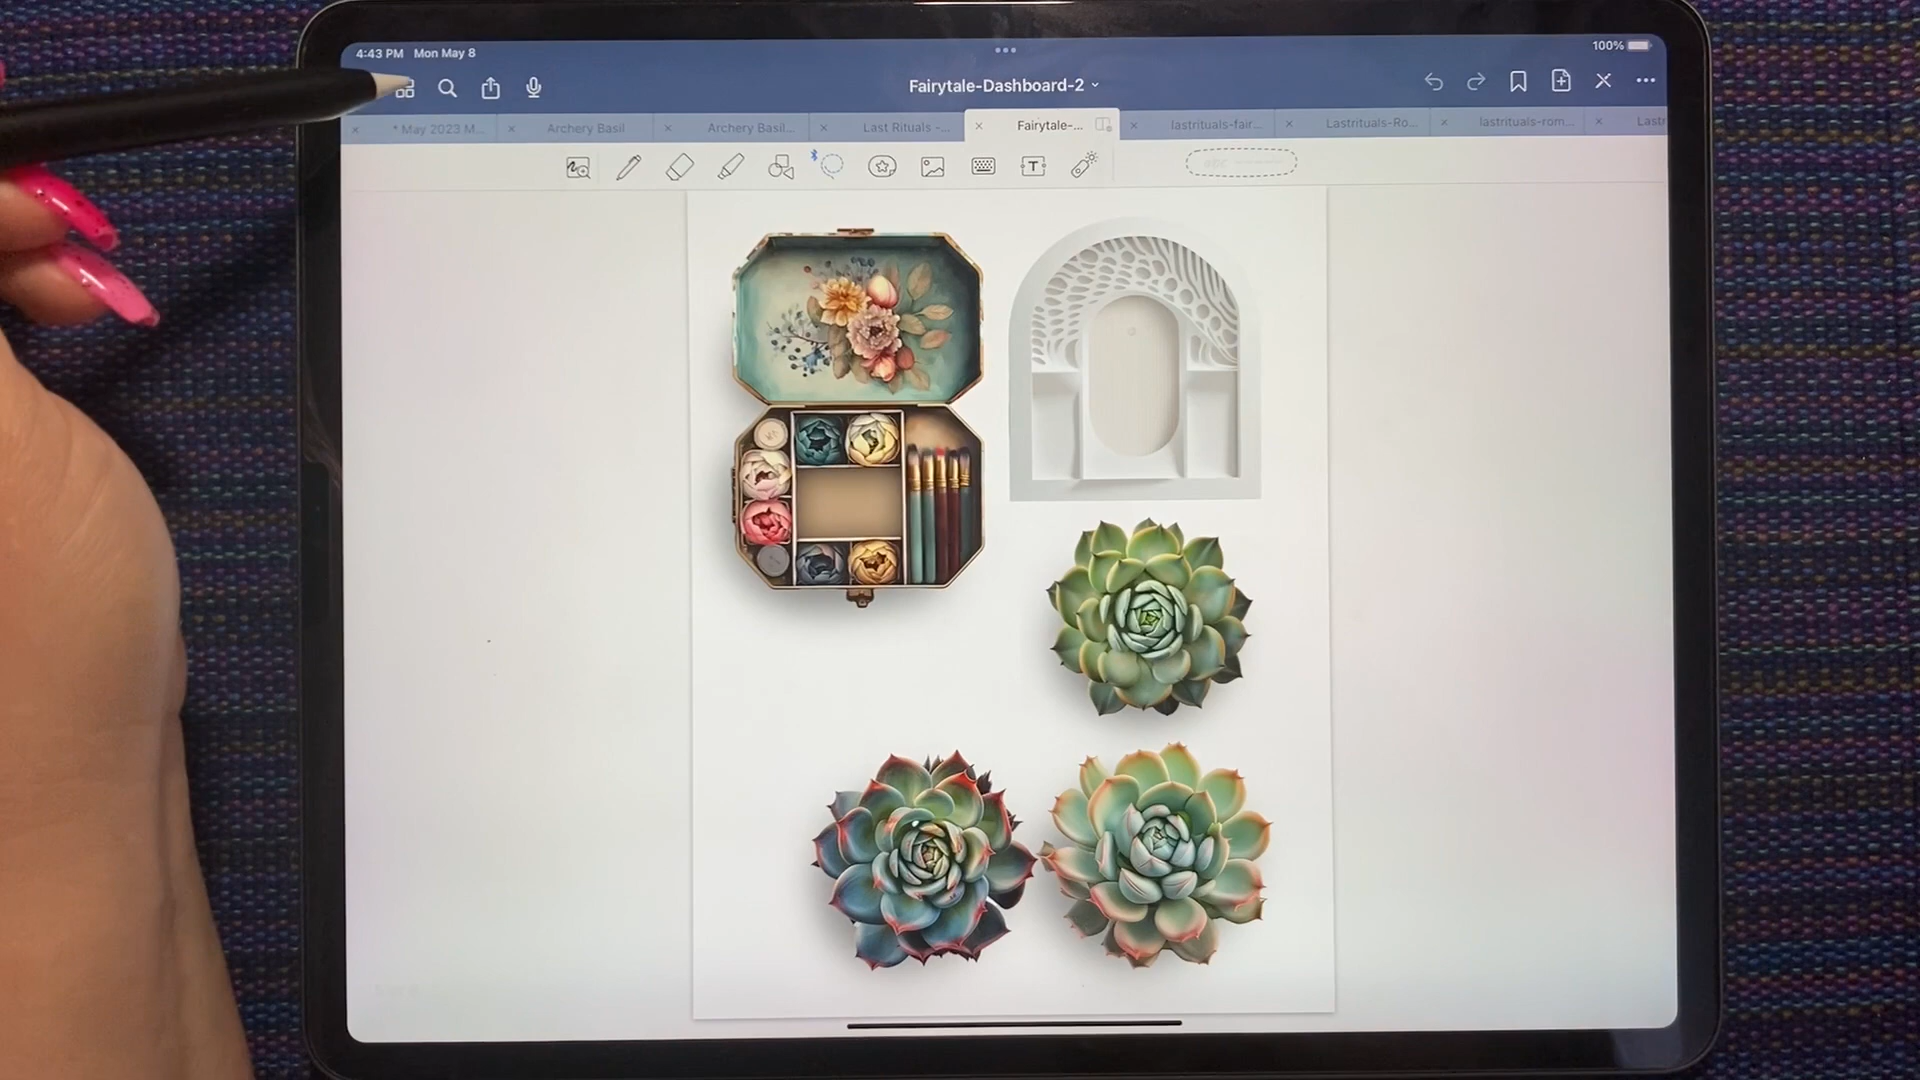 4:43 PM Mon May 8
100%
Fairytale-Dashboard-2
* May 2023 M...
Archery Basil
Archery Basil...
Last Rituals -...
Fairytale-...
lastrituals-fair...
Lastrituals-Ro...
lastrituals-rom...
Lastr
T